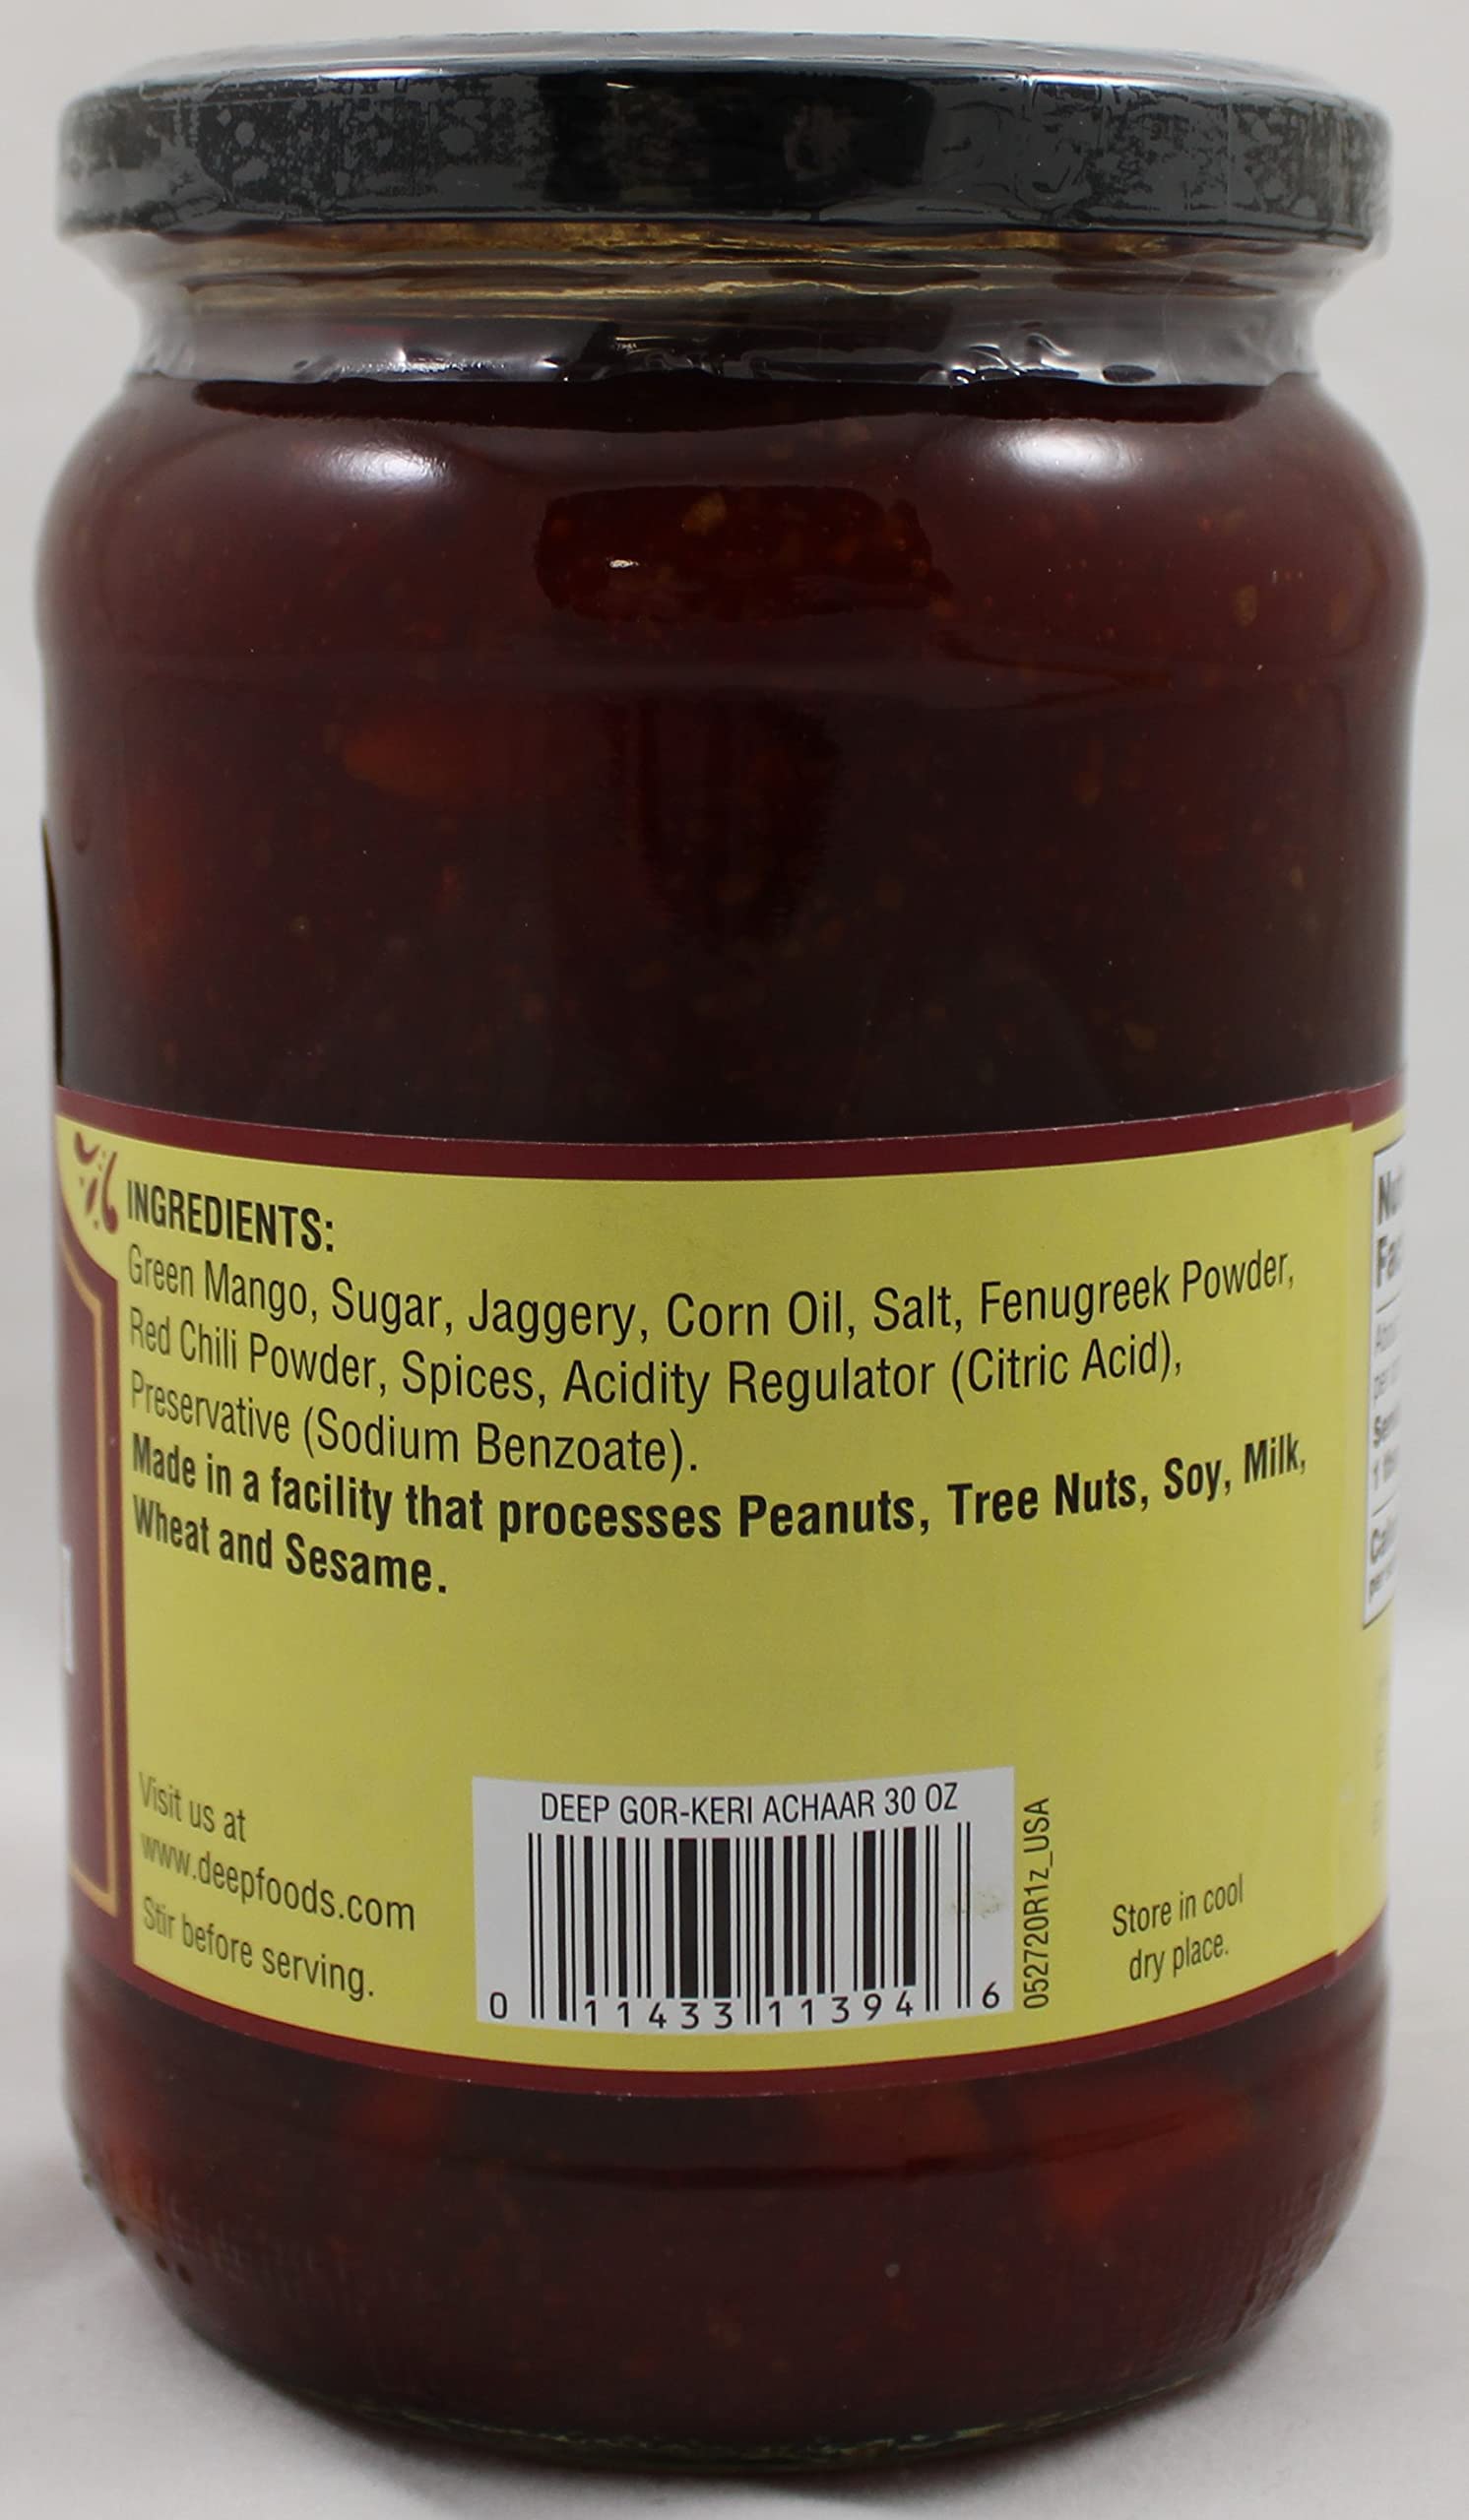 INGREDIENTS:
Green Mango, Sugar, Jaggery, Corn Oil, Salt, Fenugreek Powder,
Red Chili Powder, Spices, Acidity Regulator (Citric Acid),
Preservative (Sodium Benzoate).
Made in a facility that processes Peanuts, Tree Nuts, Soy, Milk,
Wheat and Sesame.
Visit us at
www.deepfoods.com
Stir before serving.
DEEP GOR-KERI ACHAAR 30 OZ
0 11433 11394 6
052720R1z_USA
Store in cool
dry place.